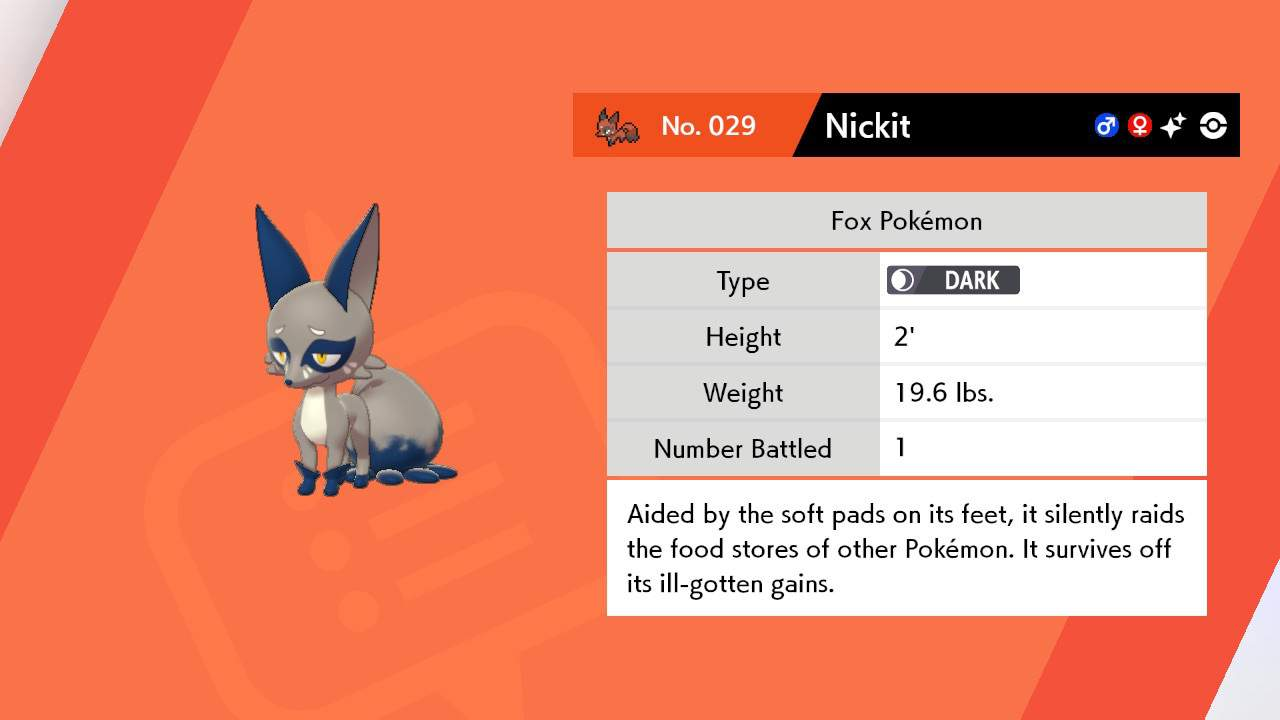 No. 029 Nickit
Fox Pokémon
Type DARK
Height 2'
Weight 19.6 lbs.
Number Battled 1
Aided by the soft pads on its feet, it silently raids
the food stores of other Pokémon. It survives off
its ill-gotten gains.